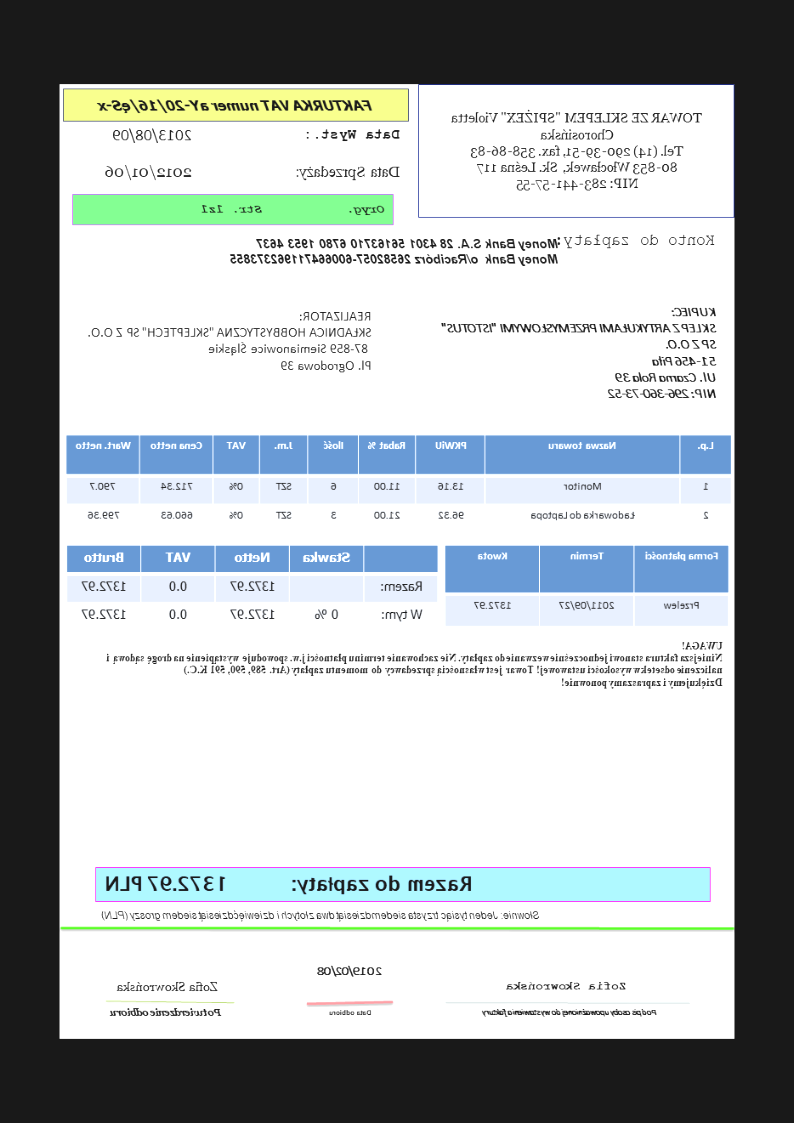 TOWAR ZE SKLEPEM "SPIŻEX" Violetta
Chorościńska
Tel. (14) 290-39-51, fax. 358-86-83
80-853 Włocławek, Sk. Leśna 117
NIP: 283-441-57-55
FAKTURKA VAT numer aY-20/16/ęS-x
Data Wyst.: 2013/08/09
Data Sprzedaży: 2012/01/06
oryg. str. 1z1
Konto do zapłaty: Money Bank S.A. 28 4301 56163710 6780 1953 4637
Money Bank o/Racibórz 26582057-600664711962373855
KUPIEC:
SKLEP Z ARTYKUŁAMI PRZEMYSŁOWYMI "ISTOTUS"
SP Z O.O.
51-456 Piła
Ul. Czarna Rola 39
NIP: 296-360-73-52
REALIZATOR:
SKŁADNICA HOBBYSTYCZNA "SKLEPTECH" SP Z O.O.
87-859 Siemianowice Śląskie
Pl. Ogrodowa 39
L.p. Nazwa towaru PKWiU Rabat % Ilość J.m. VAT Cena netto Wart. netto
1 Monitor 13.16 11.00 6 SZT 0% 712.34 790.7
2 Ładowarka do Laptopa 96.32 21.00 3 SZT 0% 660.63 799.36
Forma płatności Termin Kwota
Przelew 2011/09/27 1372.97
Stawka Netto VAT Brutto
Razem: 1372.97 0.0 1372.97
W tym: 0 % 1372.97 0.0 1372.97
UWAGA!
Niniejsza faktura stanowi jednocześnie wezwanie do zapłaty. Nie zachowanie terminu płatności j.w. spowoduje wystąpienie na drogę sądową i
naliczenie odsetek w wysokości ustawowej! Towar jest własnością sprzedawcy do momentu zapłaty (Art. 589, 590, 591 K.C.)
Dziękujemy i zapraszamy ponownie!
Razem do zapłaty: 1372.97 PLN
Słownie: Jeden tysiąc trzysta siedemdziesiąt dwa złotych i dziewięćdziesiąt siedem groszy (PLN)
Zofia Skowrońska
2019/02/08
Zofia Skowrońska
Podpis osoby upoważnionej do wystawienia faktury
Data odbioru
Potwierdzenie odbioru